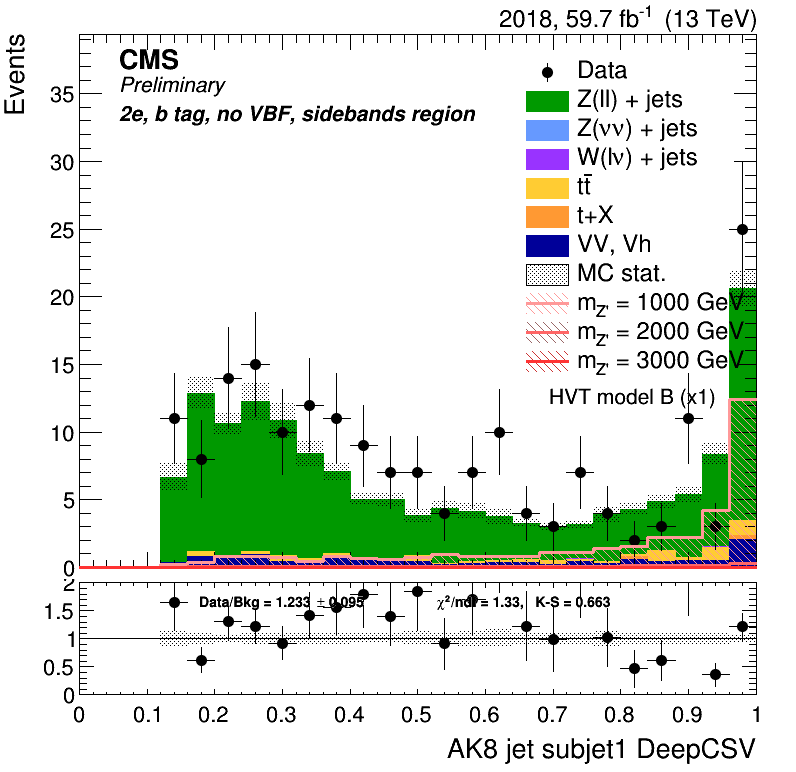 2018, 59.7 fb⁻¹ (13 TeV)
Events
CMS
Preliminary
2e, b tag, no VBF, sidebands region
Data
Z(ll) + jets
Z(νν) + jets
W(lν) + jets
tt̄
t+X
VV, Vh
MC stat.
m_Z' = 1000 GeV
m_Z' = 2000 GeV
m_Z' = 3000 GeV
HVT model B (x1)
35
30
25
20
15
10
5
0
Data/Bkg = 1.233 ± 0.095 χ²/ndf = 1.33, K-S = 0.663
2
1.5
1
0.5
0
0 0.1 0.2 0.3 0.4 0.5 0.6 0.7 0.8 0.9 1
AK8 jet subjet1 DeepCSV